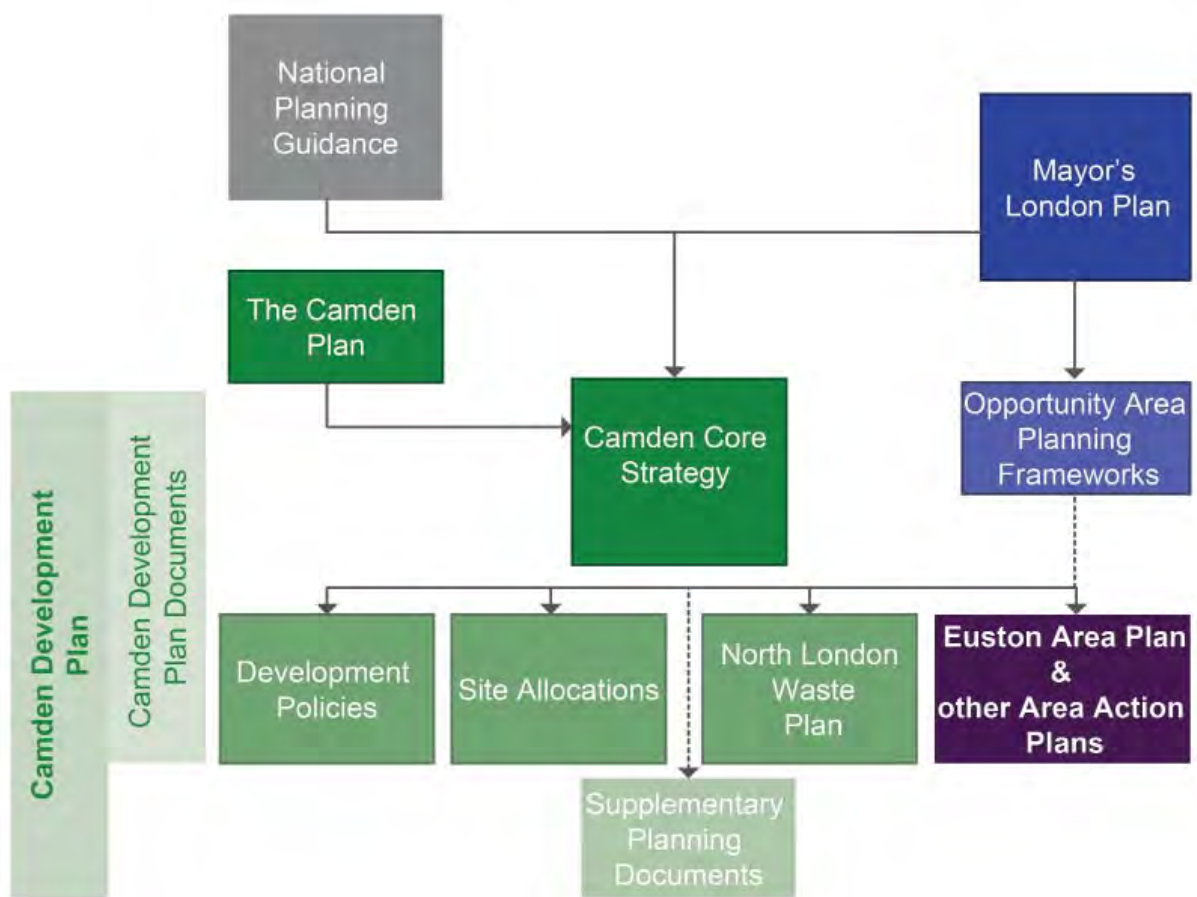 National
Planning
Guidance
Mayor's
London Plan
The Camden
Plan
Camden Core
Strategy
Opportunity Area
Planning
Frameworks
Camden Development
Plan
Camden Development
Plan Documents
Development
Policies
Site Allocations
North London
Waste
Plan
Euston Area Plan
&
other Area Action
Plans
Supplementary
Planning
Documents